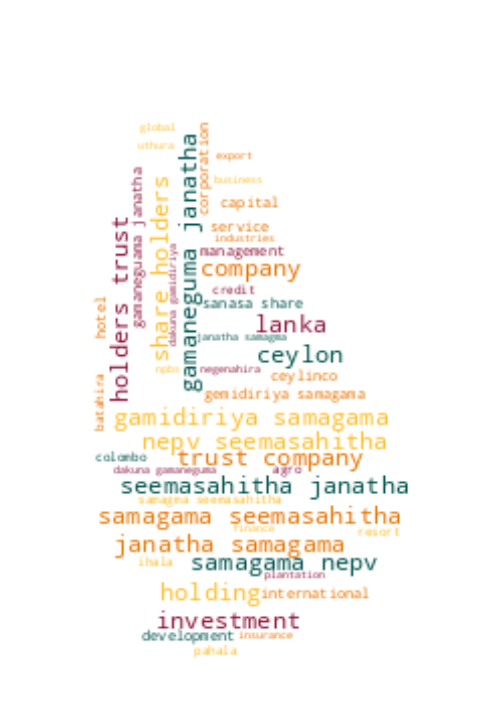 global
uthura
export
business
corporation
gamaneguma janatha
share holders
gamaneguama janatha
holders trust
dakuna gamidiriya
capital
service
industries
management
company
credit
sanasa share
hotel
lanka
janatha samagma
ceylon
npbs
negenahira
ceylinco
batahira
gemidiriya samagama
gamidiriya samagama
nepv seemasahitha
colombo
trust company
dakuna gamaneguma
agro
seemasahitha janatha
samagma seemasahitha
samagama seemasahitha
finance
resort
janatha samagama
ihala
samagama nepv
plantation
holding
international
investment
development
insurance
pahala